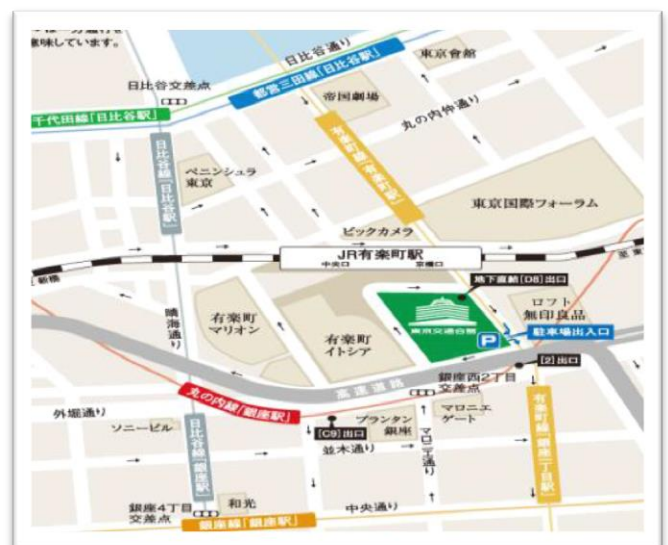 意味しています。
日比谷通り
日比谷交差点
都営三田線「日比谷駅」
東京會館
帝国劇場
千代田線「日比谷駅」
丸の内仲通り
日比谷線「日比谷駅」
有楽町線「有楽町駅」
ペニンシュラ
東京
東京国際フォーラム
ビックカメラ
JR有楽町駅
中央口
京橋口
至新橋
至東
地下直結[D8]出口
晴海通り
有楽町
マリオン
有楽町
イトシア
東京交通会館
ロフト
無印良品
P
駐車場出入口
[2]出口
高速道路
銀座西2丁目
交差点
丸の内線「銀座駅」
外堀通り
ソニービル
[C9]出口
プランタン
銀座
マロニエ
ゲート
マロニエ通り
並木通り
日比谷線「銀座駅」
有楽町線「銀座一丁目駅」
和光
銀座4丁目
交差点
中央通り
銀座線「銀座駅」